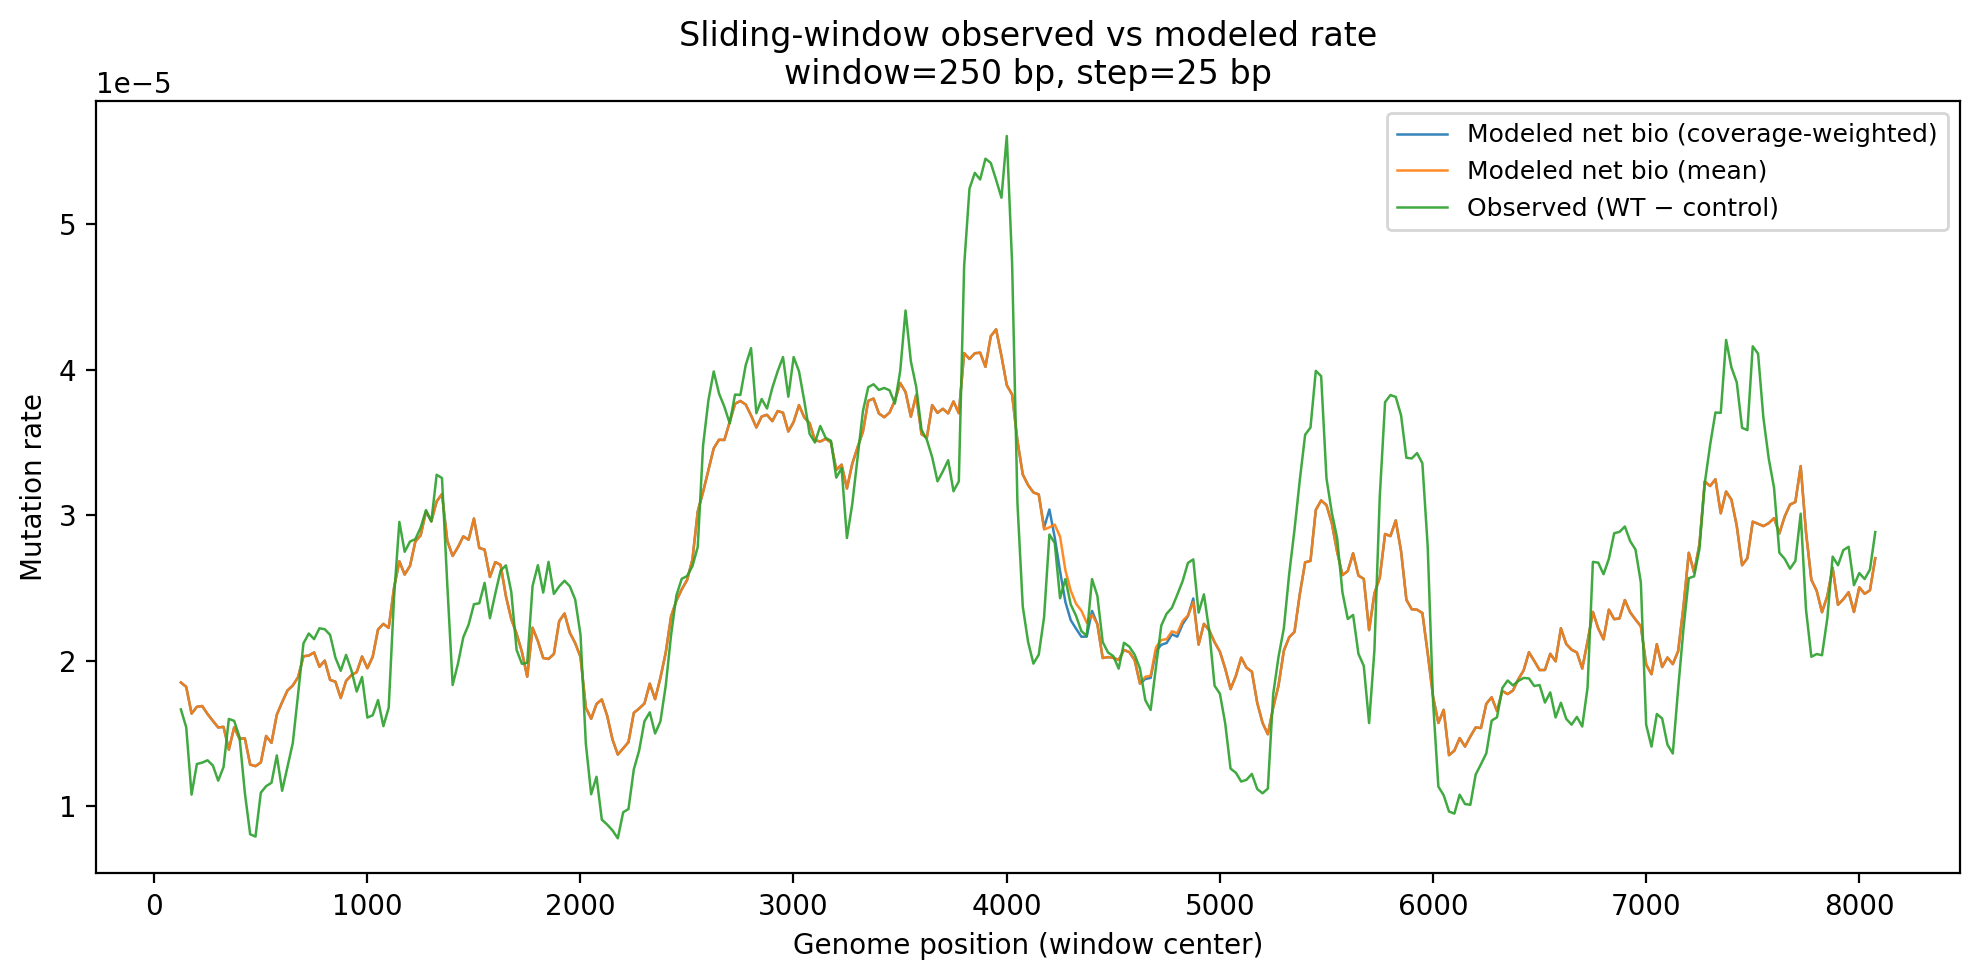 Sliding-window observed vs modeled rate
window=250 bp, step=25 bp
1e−5
Modeled net bio (coverage-weighted)
Modeled net bio (mean)
Observed (WT − control)
Mutation rate
5
4
3
2
1
0 1000 2000 3000 4000 5000 6000 7000 8000
Genome position (window center)